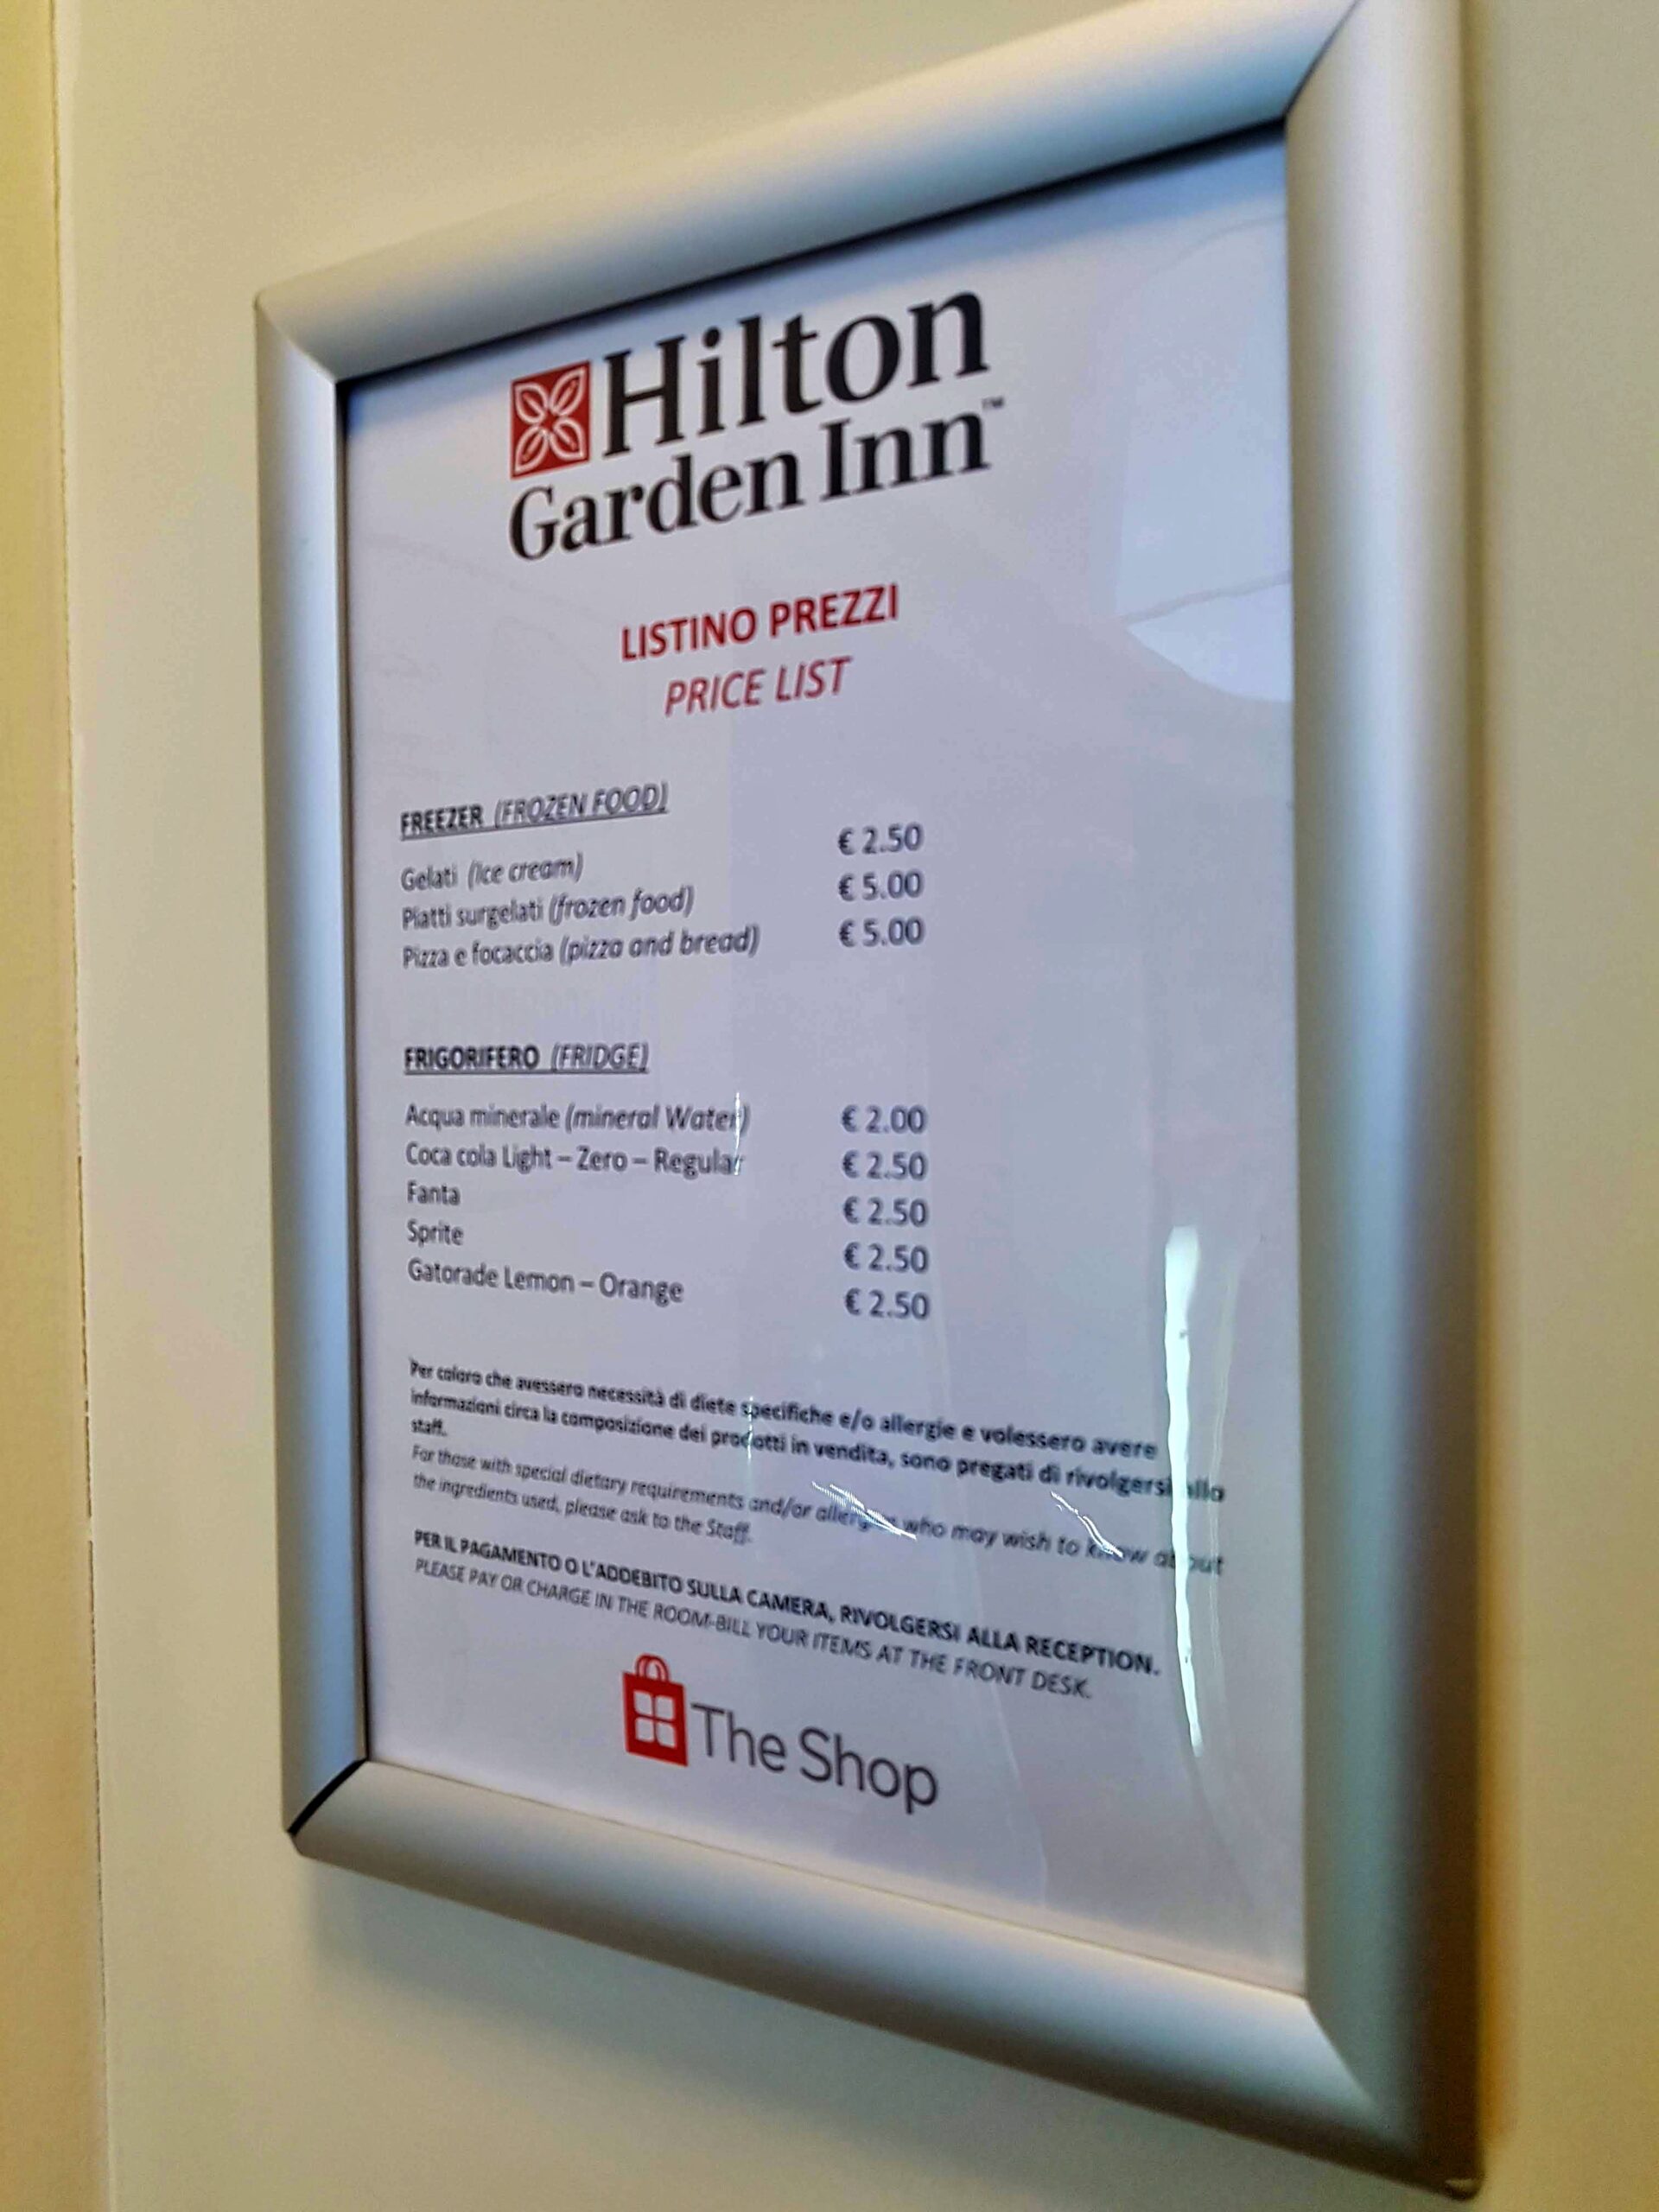 Hilton
Garden Inn™
LISTINO PREZZI
PRICE LIST
FREEZER (FROZEN FOOD)
Gelati (Ice cream) € 2.50
Piatti surgelati (frozen food) € 5.00
Pizza e focaccia (pizza and bread) € 5.00
FRIGORIFERO (FRIDGE)
Acqua minerale (mineral Water) € 2.00
Coca cola Light – Zero – Regular € 2.50
Fanta € 2.50
Sprite € 2.50
Gatorade Lemon – Orange € 2.50
Per coloro che avessero necessità di diete specifiche e/o allergie e volessero avere
informazioni circa la composizione dei prodotti in vendita, sono pregati di rivolgersi allo
staff.
For those with special dietary requirements and/or allergies who may wish to know about
the ingredients used, please ask to the Staff.
PER IL PAGAMENTO O L'ADDEBITO SULLA CAMERA, RIVOLGERSI ALLA RECEPTION.
PLEASE PAY OR CHARGE IN THE ROOM-BILL YOUR ITEMS AT THE FRONT DESK.
The Shop